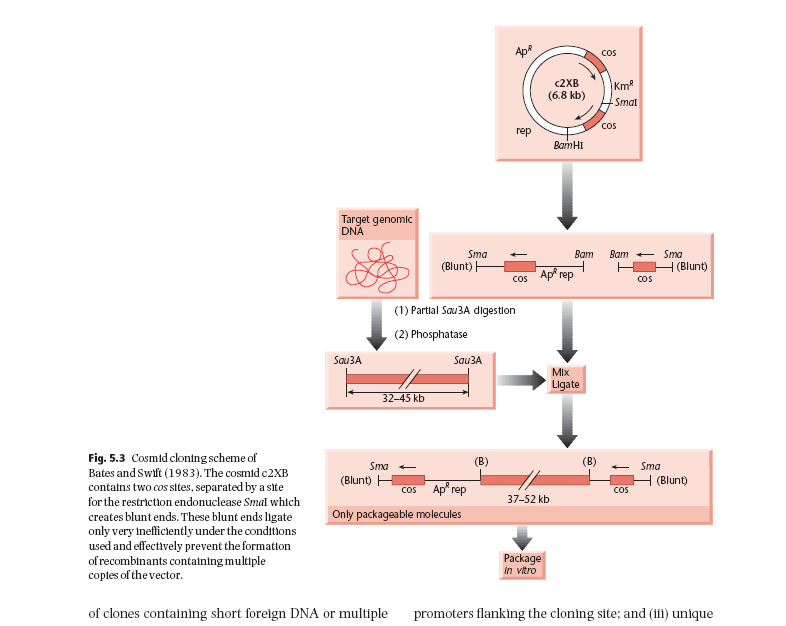 Ap^R
cos
c2XB
(6.8 kb)
Km^R
SmaI
cos
rep
BamHI
Target genomic
DNA
Sma
Bam
Bam
Sma
(Blunt)
(Blunt)
cos
Ap^R rep
cos
(1) Partial Sau3A digestion
(2) Phosphatase
Sau3A
Sau3A
32–45 kb
Mix
Ligate
Sma
(B)
(B)
Sma
(Blunt)
(Blunt)
cos
Ap^R rep
cos
37–52 kb
Only packageable molecules
Package
in vitro
Fig. 5.3 Cosmid cloning scheme of
Bates and Swift (1983). The cosmid c2XB
contains two cos sites, separated by a site
for the restriction endonuclease SmaI which
creates blunt ends. These blunt ends ligate
only very inefficiently under the conditions
used and effectively prevent the formation
of recombinants containing multiple
copies of the vector.
of clones containing short foreign DNA or multiple
promoters flanking the cloning site; and (iii) unique